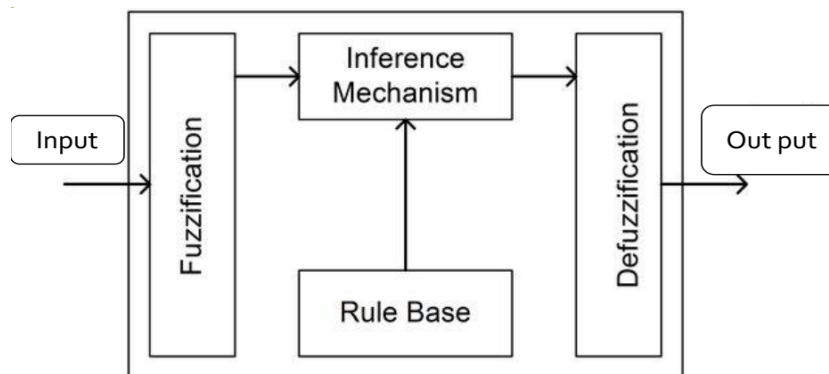 Input
Fuzzification
Inference
Mechanism
Rule Base
Defuzzification
Out put